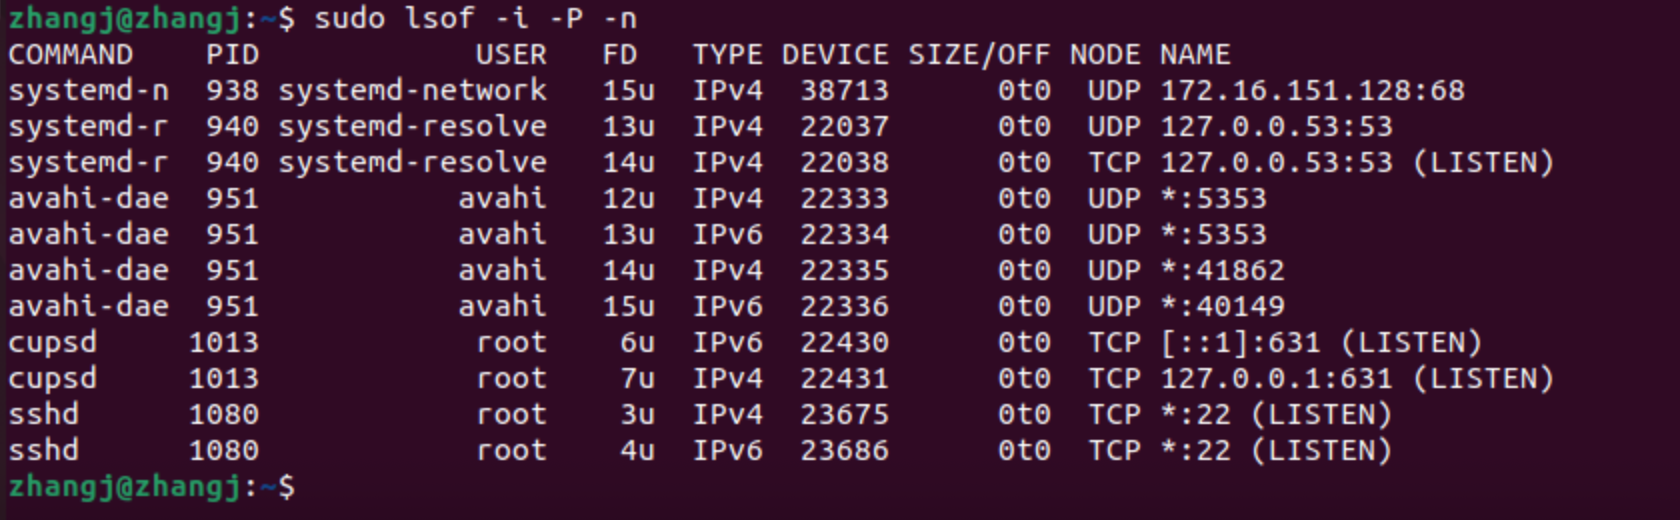 zhangj@zhangj:~$ sudo lsof -i -P -n
COMMAND    PID            USER   FD   TYPE DEVICE SIZE/OFF NODE NAME
systemd-n  938 systemd-network   15u  IPv4  38713      0t0  UDP 172.16.151.128:68
systemd-r  940 systemd-resolve   13u  IPv4  22037      0t0  UDP 127.0.0.53:53
systemd-r  940 systemd-resolve   14u  IPv4  22038      0t0  TCP 127.0.0.53:53 (LISTEN)
avahi-dae  951           avahi   12u  IPv4  22333      0t0  UDP *:5353
avahi-dae  951           avahi   13u  IPv6  22334      0t0  UDP *:5353
avahi-dae  951           avahi   14u  IPv4  22335      0t0  UDP *:41862
avahi-dae  951           avahi   15u  IPv6  22336      0t0  UDP *:40149
cupsd     1013            root    6u  IPv6  22430      0t0  TCP [::1]:631 (LISTEN)
cupsd     1013            root    7u  IPv4  22431      0t0  TCP 127.0.0.1:631 (LISTEN)
sshd      1080            root    3u  IPv4  23675      0t0  TCP *:22 (LISTEN)
sshd      1080            root    4u  IPv6  23686      0t0  TCP *:22 (LISTEN)
zhangj@zhangj:~$